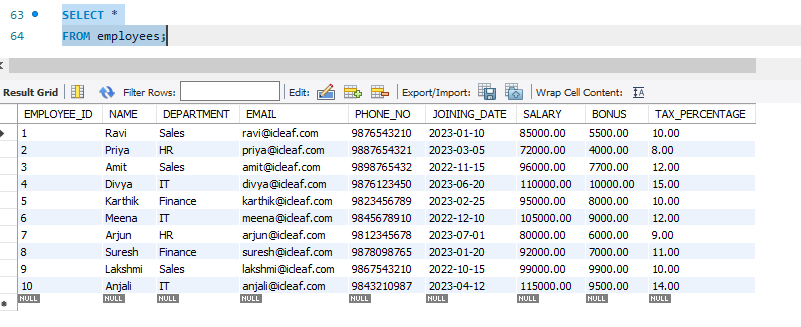 63 SELECT *
64 FROM employees;
Result Grid Filter Rows: Edit: Export/Import: Wrap Cell Content: IA
EMPLOYEE_ID NAME DEPARTMENT EMAIL PHONE_NO JOINING_DATE SALARY BONUS TAX_PERCENTAGE
1 Ravi Sales ravi@icleaf.com 9876543210 2023-01-10 85000.00 5500.00 10.00
2 Priya HR priya@icleaf.com 9887654321 2023-03-05 72000.00 4000.00 8.00
3 Amit Sales amit@icleaf.com 9898765432 2022-11-15 96000.00 7700.00 12.00
4 Divya IT divya@icleaf.com 9876123450 2023-06-20 110000.00 10000.00 15.00
5 Karthik Finance karthik@icleaf.com 9823456789 2023-02-25 95000.00 8000.00 10.00
6 Meena IT meena@icleaf.com 9845678910 2022-12-10 105000.00 9000.00 12.00
7 Arjun HR arjun@icleaf.com 9812345678 2023-07-01 80000.00 6000.00 9.00
8 Suresh Finance suresh@icleaf.com 9878098765 2023-01-20 92000.00 7000.00 11.00
9 Lakshmi Sales lakshmi@icleaf.com 9867543210 2022-10-15 99000.00 9900.00 10.00
10 Anjali IT anjali@icleaf.com 9843210987 2023-04-12 115000.00 9500.00 14.00
NULL NULL NULL NULL NULL NULL NULL NULL NULL